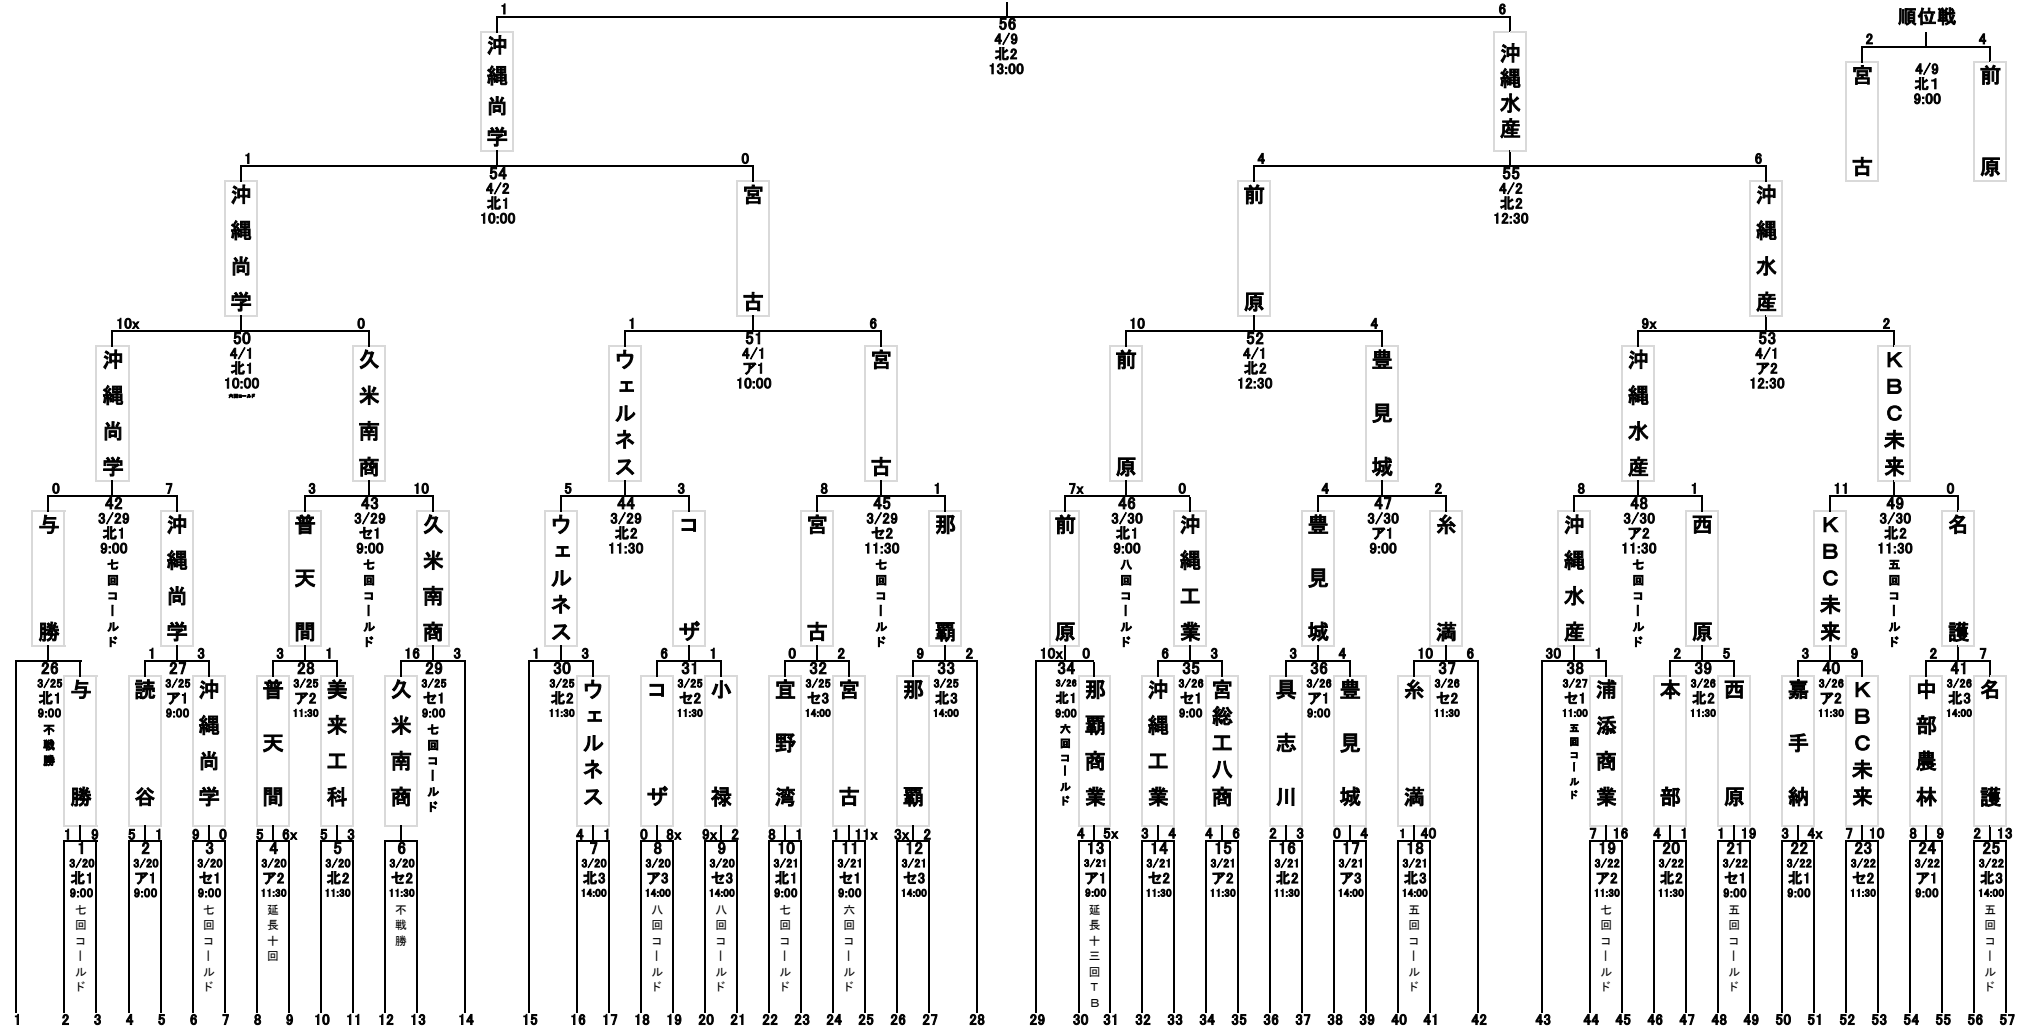 1 6
56
4/9
北2
13:00
沖縄尚学
沖縄水産
順位戦
2 4
宮古
4/9
北1
9:00
前原
1 0
54
4/2
北1
10:00
沖縄尚学
宮古
4 6
55
4/2
北2
12:30
前原
沖縄水産
10x 0
50
4/1
北1
10:00
六回コールド
沖縄尚学
久米南商
1 6
51
4/1
ア1
10:00
ウェルネス
宮古
10 4
52
4/1
北2
12:30
前原
豊見城
9x 2
53
4/1
ア2
12:30
沖縄水産
KBC未来
0 7
42
3/29
北1
9:00
七回コールド
与勝
沖縄尚学
3 10
43
3/29
セ1
9:00
七回コールド
普天間
久米南商
5 3
44
3/29
北2
11:30
ウェルネス
コザ
8 1
45
3/29
セ2
11:30
七回コールド
宮古
那覇
7x 0
46
3/30
北1
9:00
八回コールド
前原
沖縄工業
4 2
47
3/30
ア1
9:00
豊見城
糸満
8 1
48
3/30
ア2
11:30
七回コールド
沖縄水産
西原
11 0
49
3/30
北2
11:30
五回コールド
KBC未来
名護
26
3/25
北1
9:00
不戦勝
与勝
1 3
27
3/25
ア1
9:00
読谷
沖縄尚学
3 1
28
3/25
ア2
11:30
普天間
美来工科
16 3
29
3/25
セ1
9:00
七回コールド
久米南商
1 3
30
3/25
北2
11:30
ウェルネス
6 1
31
3/25
セ2
11:30
コザ
小禄
0 2
32
3/25
セ3
14:00
宜野湾
宮古
9 2
33
3/25
北3
14:00
那覇
10x 0
34
3/26
北1
9:00
六回コールド
那覇商業
6 3
35
3/26
セ1
9:00
沖縄工業
宮総工八商
3 4
36
3/26
ア1
9:00
具志川
豊見城
10 6
37
3/26
セ2
11:30
糸満
30 1
38
3/27
セ1
11:00
五回コールド
浦添商業
2 5
39
3/26
北2
11:30
本部
西原
3 9
40
3/26
ア2
11:30
嘉手納
KBC未来
2 7
41
3/26
北3
14:00
中部農林
名護
1 9
1
3/20
北1
9:00
七回コールド
5 1
2
3/20
ア1
9:00
9 0
3
3/20
セ1
9:00
七回コールド
5 6x
4
3/20
ア2
11:30
延長十回
5 3
5
3/20
北2
11:30
6
3/20
セ2
11:30
不戦勝
4 1
7
3/20
北3
14:00
0 8x
8
3/20
ア3
14:00
八回コールド
9x 2
9
3/20
セ3
14:00
八回コールド
8 1
10
3/21
北1
9:00
七回コールド
1 11x
11
3/21
セ1
9:00
六回コールド
3x 2
12
3/21
セ3
11:30
4 5x
13
3/21
ア1
9:00
延長十三回TB
3 4
14
3/21
セ2
11:30
4 6
15
3/21
ア2
11:30
2 3
16
3/21
北2
11:30
0 4
17
3/21
ア3
14:00
1 40
18
3/21
北3
14:00
五回コールド
7 16
19
3/22
ア2
11:30
七回コールド
4 1
20
3/22
北2
11:30
1 19
21
3/22
セ1
9:00
五回コールド
3 4x
22
3/22
北1
9:00
7 10
23
3/22
セ2
11:30
8 9
24
3/22
ア1
9:00
2 13
25
3/22
北3
14:00
五回コールド
1 2 3 4 5 6 7 8 9 10 11 12 13 14 15 16 17 18 19 20 21 22 23 24 25 26 27 28 29 30 31 32 33 34 35 36 37 38 39 40 41 42 43 44 45 46 47 48 49 50 51 52 53 54 55 56 57